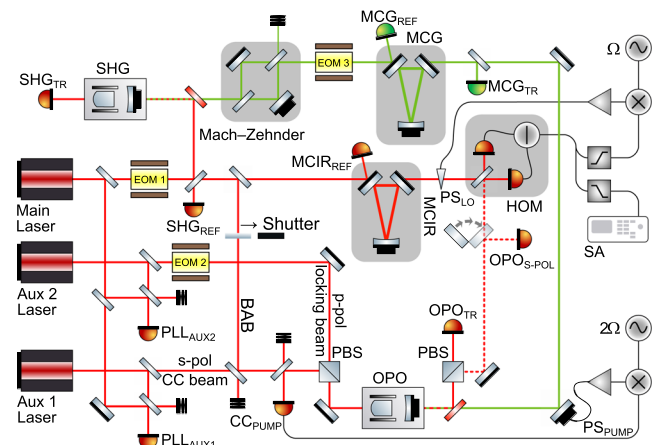 SHG_TR
SHG
Mach–Zehnder
EOM 3
MCG_REF
MCG
MCG_TR
Ω
Main
Laser
EOM 1
SHG_REF
→ Shutter
MCIR_REF
MCIR
PS_LO
HOM
SA
Aux 2
Laser
EOM 2
PLL_AUX2
BAB
p-pol
locking beam
OPO_S-POL
OPO_TR
2Ω
Aux 1
Laser
s-pol
CC beam
PLL_AUX1
CC_PUMP
PBS
OPO
PBS
PS_PUMP